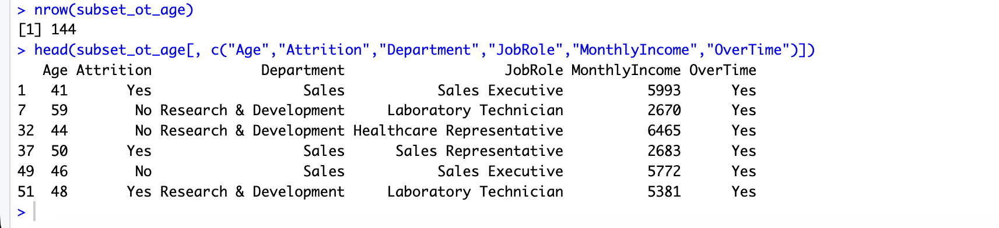 > nrow(subset_ot_age)
[1] 144
> head(subset_ot_age[, c("Age","Attrition","Department","JobRole","MonthlyIncome","OverTime")])
   Age Attrition             Department                   JobRole MonthlyIncome OverTime
1   41       Yes                  Sales           Sales Executive          5993      Yes
7   59        No Research & Development     Laboratory Technician          2670      Yes
32  44        No Research & Development Healthcare Representative          6465      Yes
37  50       Yes                  Sales      Sales Representative          2683      Yes
49  46        No                  Sales           Sales Executive          5772      Yes
51  48       Yes Research & Development     Laboratory Technician          5381      Yes
>